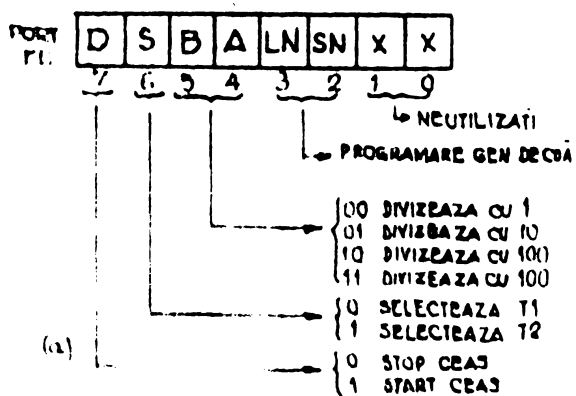 PORT
D S B A LN SN X X
7 6 5 4 3 2 1 0
NEUTILIZATI
PROGRAMARE GEN DE
00 DIVIZEAZA CU 1
01 DIVIZEAZA CU 10
10 DIVIZEAZA CU 100
11 DIVIZEAZA CU 100
0 SELECTEAZA T1
1 SELECTEAZA T2
(a)
0 STOP CEAS
1 START CEAS